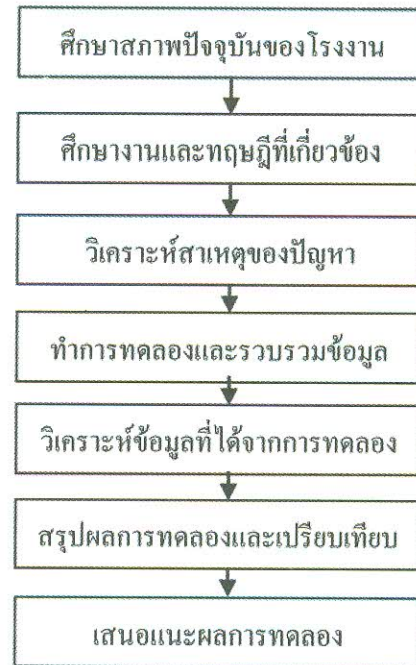 ศึกษาสภาพปัจจุบันของโรงงาน
ศึกษางานและทฤษฎีที่เกี่ยวข้อง
วิเคราะห์สาเหตุของปัญหา
ทำการทดลองและรวบรวมข้อมูล
วิเคราะห์ข้อมูลที่ได้จากการทดลอง
สรุปผลการทดลองและเปรียบเทียบ
เสนอแนะผลการทดลอง